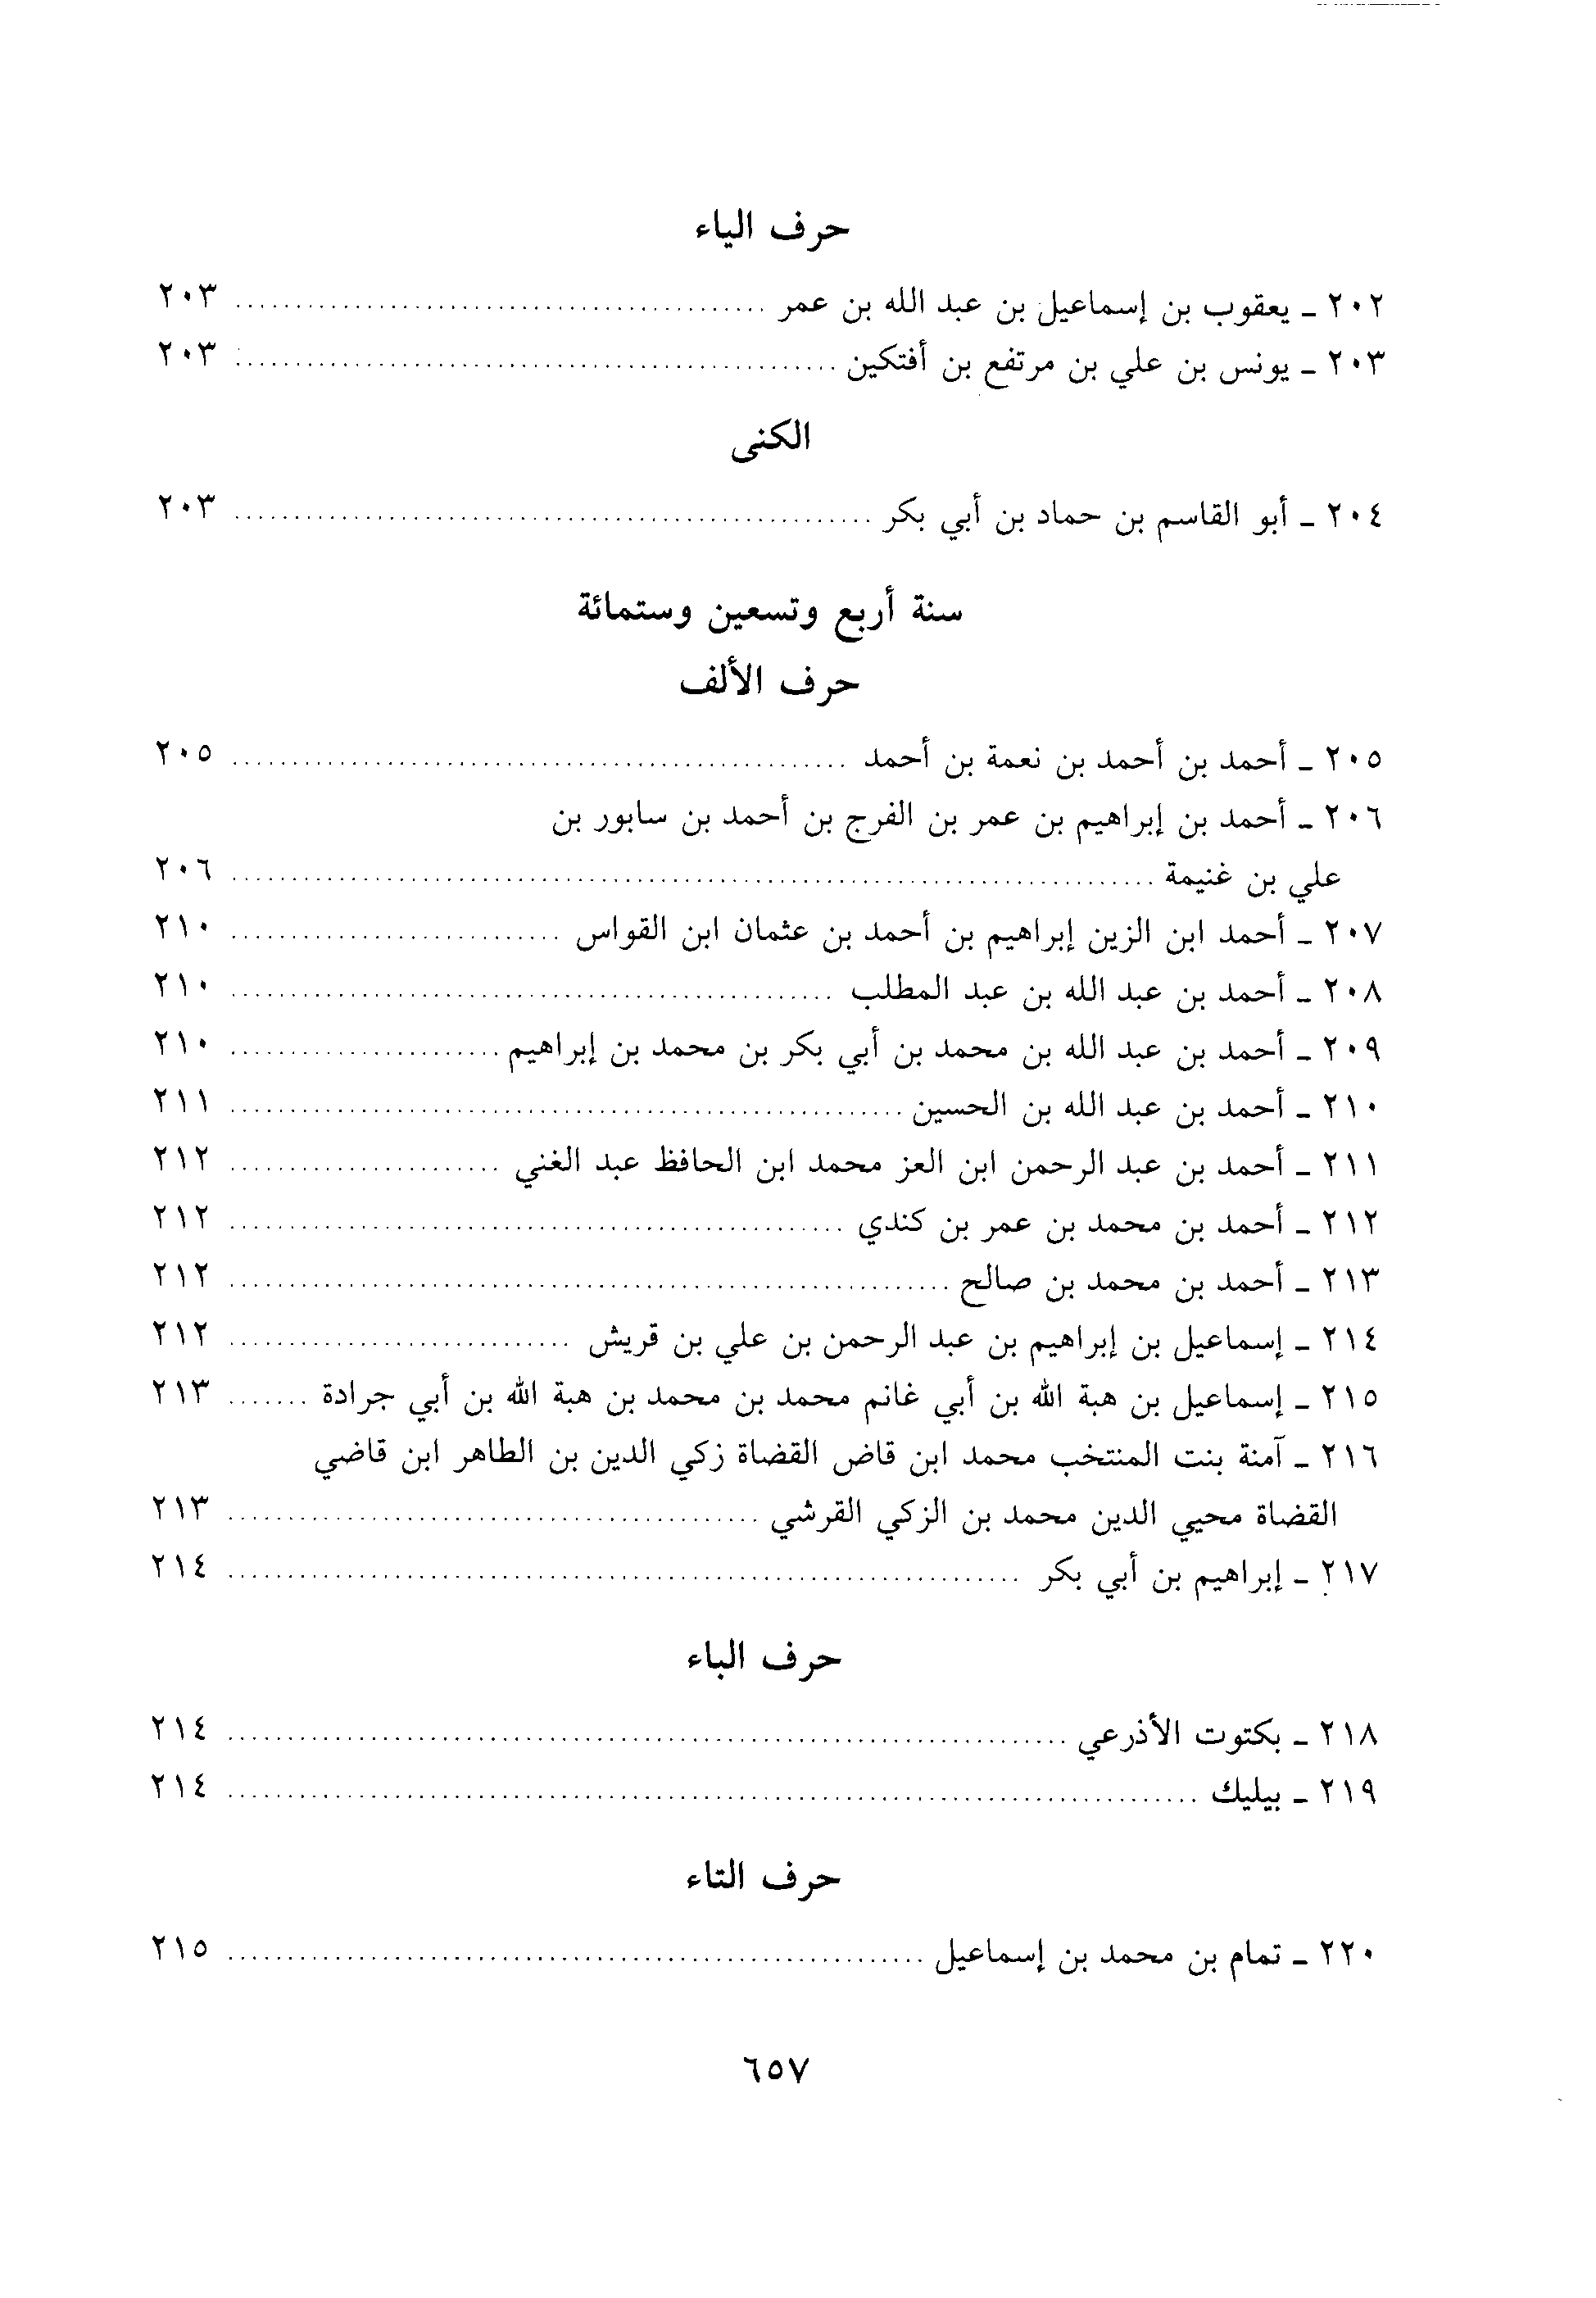 حرف الياء
٢٠٢ ـ يعقوب بن إسماعيل بن عبد الله بن عمر ........ ٢٠٣
٢٠٣ ـ يونس بن علي بن مرتفع بن أفتكين ........ ٢٠٣
الكنى
٢٠٤ ـ أبو القاسم بن حماد بن أبي بكر ........ ٢٠٣
سنة أربع وتسعين وستمائة
حرف الألف
٢٠٥ ـ أحمد بن أحمد بن نعمة بن أحمد ........ ٢٠٥
٢٠٦ ـ أحمد بن إبراهيم بن عمر بن الفرج بن أحمد بن سابور بن
علي بن غنيمة ........ ٢٠٦
٢٠٧ ـ أحمد ابن الزين إبراهيم بن أحمد بن عثمان ابن القواس ........ ٢١٠
٢٠٨ ـ أحمد بن عبد الله بن عبد المطلب ........ ٢١٠
٢٠٩ ـ أحمد بن عبد الله بن محمد بن أبي بكر بن محمد بن إبراهيم ........ ٢١٠
٢١٠ ـ أحمد بن عبد الله بن الحسين ........ ٢١١
٢١١ ـ أحمد بن عبد الرحمن ابن العز محمد ابن الحافظ عبد الغني ........ ٢١٢
٢١٢ ـ أحمد بن محمد بن عمر بن كندي ........ ٢١٢
٢١٣ ـ أحمد بن محمد بن صالح ........ ٢١٢
٢١٤ ـ إسماعيل بن إبراهيم بن عبد الرحمن بن علي بن قريش ........ ٢١٢
٢١٥ ـ إسماعيل بن هبة الله بن أبي غانم محمد بن محمد بن هبة الله بن أبي جرادة ....... ٢١٣
٢١٦ ـ آمنة بنت المنتخب محمد ابن قاض القضاة زكي الدين بن الطاهر ابن قاضي
القضاة محيي الدين محمد بن الزكي القرشي ........ ٢١٣
٢١٧ ـ إبراهيم بن أبي بكر ........ ٢١٤
حرف الباء
٢١٨ ـ بكتوت الأذرعي ........ ٢١٤
٢١٩ ـ بيليك ........ ٢١٤
حرف التاء
٢٢٠ ـ تمام بن محمد بن إسماعيل ........ ٢١٥
٦٥٧